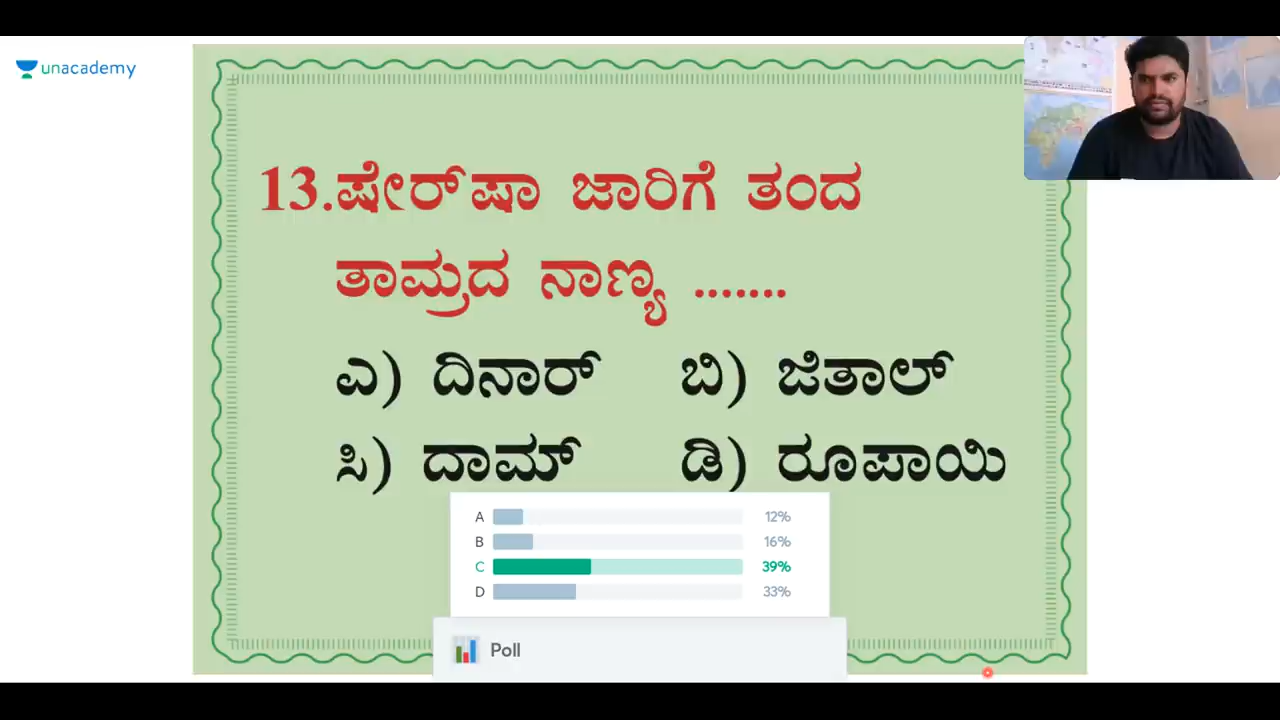 unacademy
13.ಷೇರ್‌ಷಾ ಜಾರಿಗೆ ತಂದ
ತಾಮ್ರದ ನಾಣ್ಯ .......
ಎ) ದಿನಾರ್ ಬಿ) ಜಿತಾಲ್
ಸಿ) ದಾಮ್ ಡಿ) ರೂಪಾಯಿ
A 12%
B 16%
C 39%
D 33%
Poll